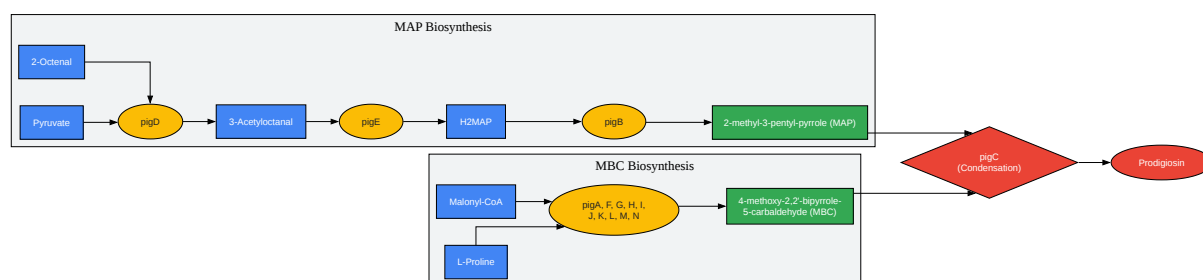 MAP Biosynthesis
2-Octenal
Pyruvate
pigD
3-Acetyloctanal
pigE
H2MAP
pigB
2-methyl-3-pentyl-pyrrole (MAP)
pigC
(Condensation)
Prodigiosin
MBC Biosynthesis
Malonyl-CoA
L-Proline
pigA, F, G, H, I,
J, K, L, M, N
4-methoxy-2,2'-bipyrrole-
5-carbaldehyde (MBC)